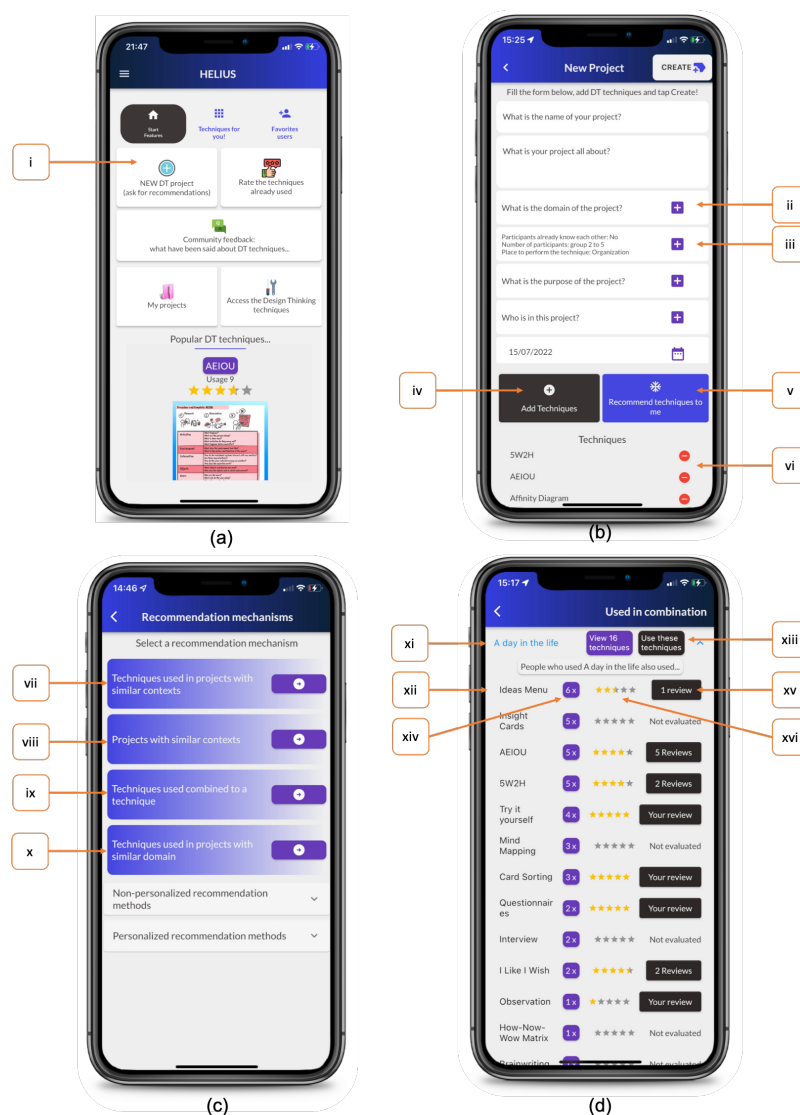 21:47
HELIUS
Start
Features
Techniques for
you!
Favorites
users
i
NEW DT project
(ask for recommendations)
Rate the techniques
already used
Community feedback:
what have been said about DT techniques...
My projects
Access the Design Thinking
techniques
Popular DT techniques...
AEIOU
Usage 9
(a)
15:25
New Project
CREATE
Fill the form below, add DT techniques and tap Create!
What is the name of your project?
What is your project all about?
What is the domain of the project?
ii
Participants already know each other: No
Number of participants: group 2 to 5
Place to perform the technique: Organization
iii
What is the purpose of the project?
Who is in this project?
15/07/2022
iv
Add Techniques
Recommend techniques to
me
v
Techniques
5W2H
AEIOU
vi
Affinity Diagram
(b)
14:46
Recommendation mechanisms
Select a recommendation mechanism
vii
Techniques used in projects with
similar contexts
viii
Projects with similar contexts
ix
Techniques used combined to a
technique
x
Techniques used in projects with
similar domain
Non-personalized recommendation
methods
Personalized recommendation methods
(c)
15:17
Used in combination
xi
A day in the life
View 16
techniques
Use these
techniques
xiii
People who used A day in the life also used...
xii
Ideas Menu
6 x
1 review
xv
xiv
xvi
Insight
Cards
5 x
Not evaluated
AEIOU
5 x
5 Reviews
5W2H
5 x
2 Reviews
Try it
yourself
4 x
Your review
Mind
Mapping
3 x
Not evaluated
Card Sorting
3 x
Your review
Questionnair
es
2 x
Your review
Interview
2 x
Not evaluated
I Like I Wish
2 x
2 Reviews
Observation
1 x
Your review
How-Now-
Wow Matrix
1 x
Not evaluated
Brainwriting
Not evaluated
(d)